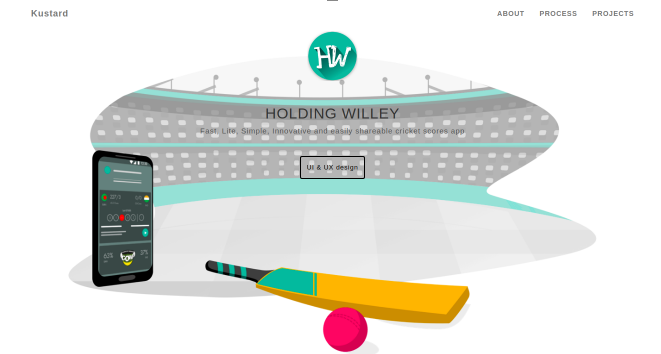 Kustard
ABOUT PROCESS PROJECTS
HW
HOLDING WILLEY
Fast, Lite, Simple, Innovative and easily shareable cricket scores app
UI & UX design